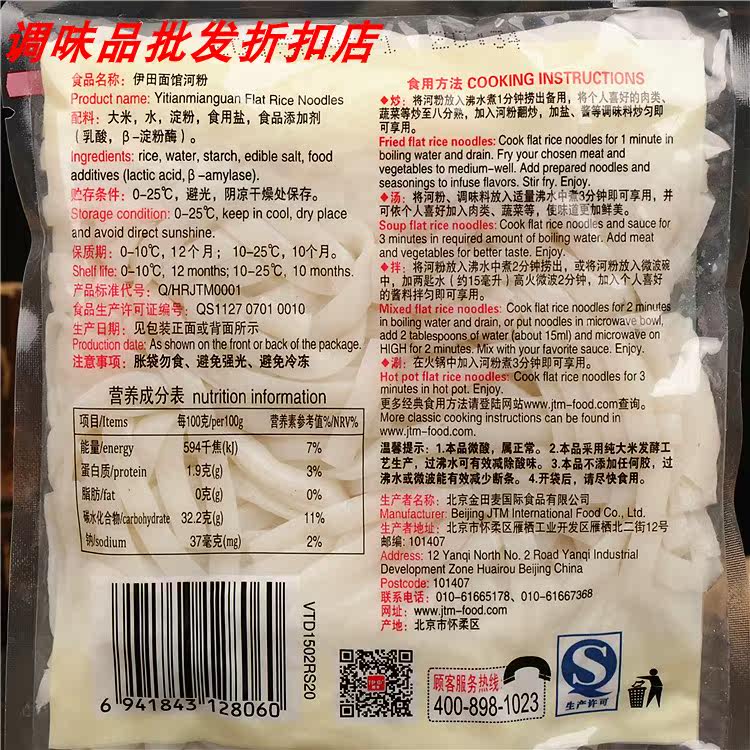 调味品批发折扣店
食品名称：伊田面馆河粉
Product name: Yitianmianguan Flat Rice Noodles
配料：大米，水，淀粉，食用盐，食品添加剂
（乳酸，β-淀粉酶）。
Ingredients: rice, water, starch, edible salt, food
additives (lactic acid, β-amylase).
贮存条件：0-25℃，避光，阴凉干燥处保存。
Storage condition: 0-25℃, keep in cool, dry place
and avoid direct sunshine.
保质期：0-10℃，12个月；10-25℃，10个月。
Shelf life: 0-10℃, 12 months; 10-25℃, 10 months.
产品标准代号：Q/HRJTM0001
食品生产许可证编号：QS1127 0701 0010
生产日期：见包装正面或背面所示
Production date: As shown on the front or back of the package.
注意事项：胀袋勿食、避免强光、避免冷冻
营养成分表 nutrition information
项目/Items 每100克/per100g 营养素参考值%/NRV%
能量/energy 594千焦(kJ) 7%
蛋白质/protein 1.9克(g) 3%
脂肪/fat 0克(g) 0%
碳水化合物/carbohydrate 32.2克(g) 11%
钠/sodium 37毫克(mg) 2%
6 941843 128060
VTD1502RS20
食用方法 COOKING INSTRUCTIONS
◆炒：将河粉放入沸水煮1分钟捞出备用，将个人喜好的肉类、
蔬菜等炒至八分熟，加入河粉翻炒，加盐、酱等调味料炒匀即
可享用。
Fried flat rice noodles: Cook flat rice noodles for 1 minute in
boiling water and drain. Fry your chosen meat and
vegetables to medium-well. Add prepared noodles and
seasonings to infuse flavors. Stir fry. Enjoy.
◆汤：将河粉、调味料放入适量沸水中煮3分钟即可享用，并
可依个人喜好加入肉类、蔬菜等，使味道更加鲜美。
Soup flat rice noodles: Cook flat rice noodles and sauce for
3 minutes in required amount of boiling water. Add meat
and vegetables for better taste. Enjoy.
◆拌：将河粉放入沸水中煮2分钟捞出，或将河粉放入微波碗
中，加两匙水（约15毫升）高火微波2分钟，加入个人喜好
的酱料拌匀即可享用。
Mixed flat rice noodles: Cook flat rice noodles for 2 minutes
in boiling water and drain, or put noodles in microwave bowl,
add 2 tablespoons of water (about 15ml) and microwave on
HIGH for 2 minutes. Mix with your favorite sauce. Enjoy.
◆涮：在火锅中加入河粉煮3分钟即可享用。
Hot pot flat rice noodles: Cook flat rice noodles for 3
minutes in hot pot. Enjoy.
更多经典食用方法请登陆网站www.jtm-food.com查询。
More classic cooking instructions can be found in
www.jtm-food.com.
温馨提示：1.本品微酸，属正常。2.本品采用纯大米发酵工
艺生产，过沸水可有效减除酸味。3.本品不添加任何胶，过
沸水或微波能有效减少断条。4.开袋后，请尽快食用。
生产者名称：北京金田麦国际食品有限公司
Manufacturer: Beijing JTM International Food Co., Ltd.
生产者地址：北京市怀柔区雁栖工业开发区雁栖北二街12号
邮编: 101407
Address: 12 Yanqi North No. 2 Road Yanqi Industrial
Development Zone Huairou Beijing China
Postcode: 101407
联系电话：010-61665178、010-61667368
网址：www.jtm-food.com
产地：北京市怀柔区
顾客服务热线:
400-898-1023
生产许可